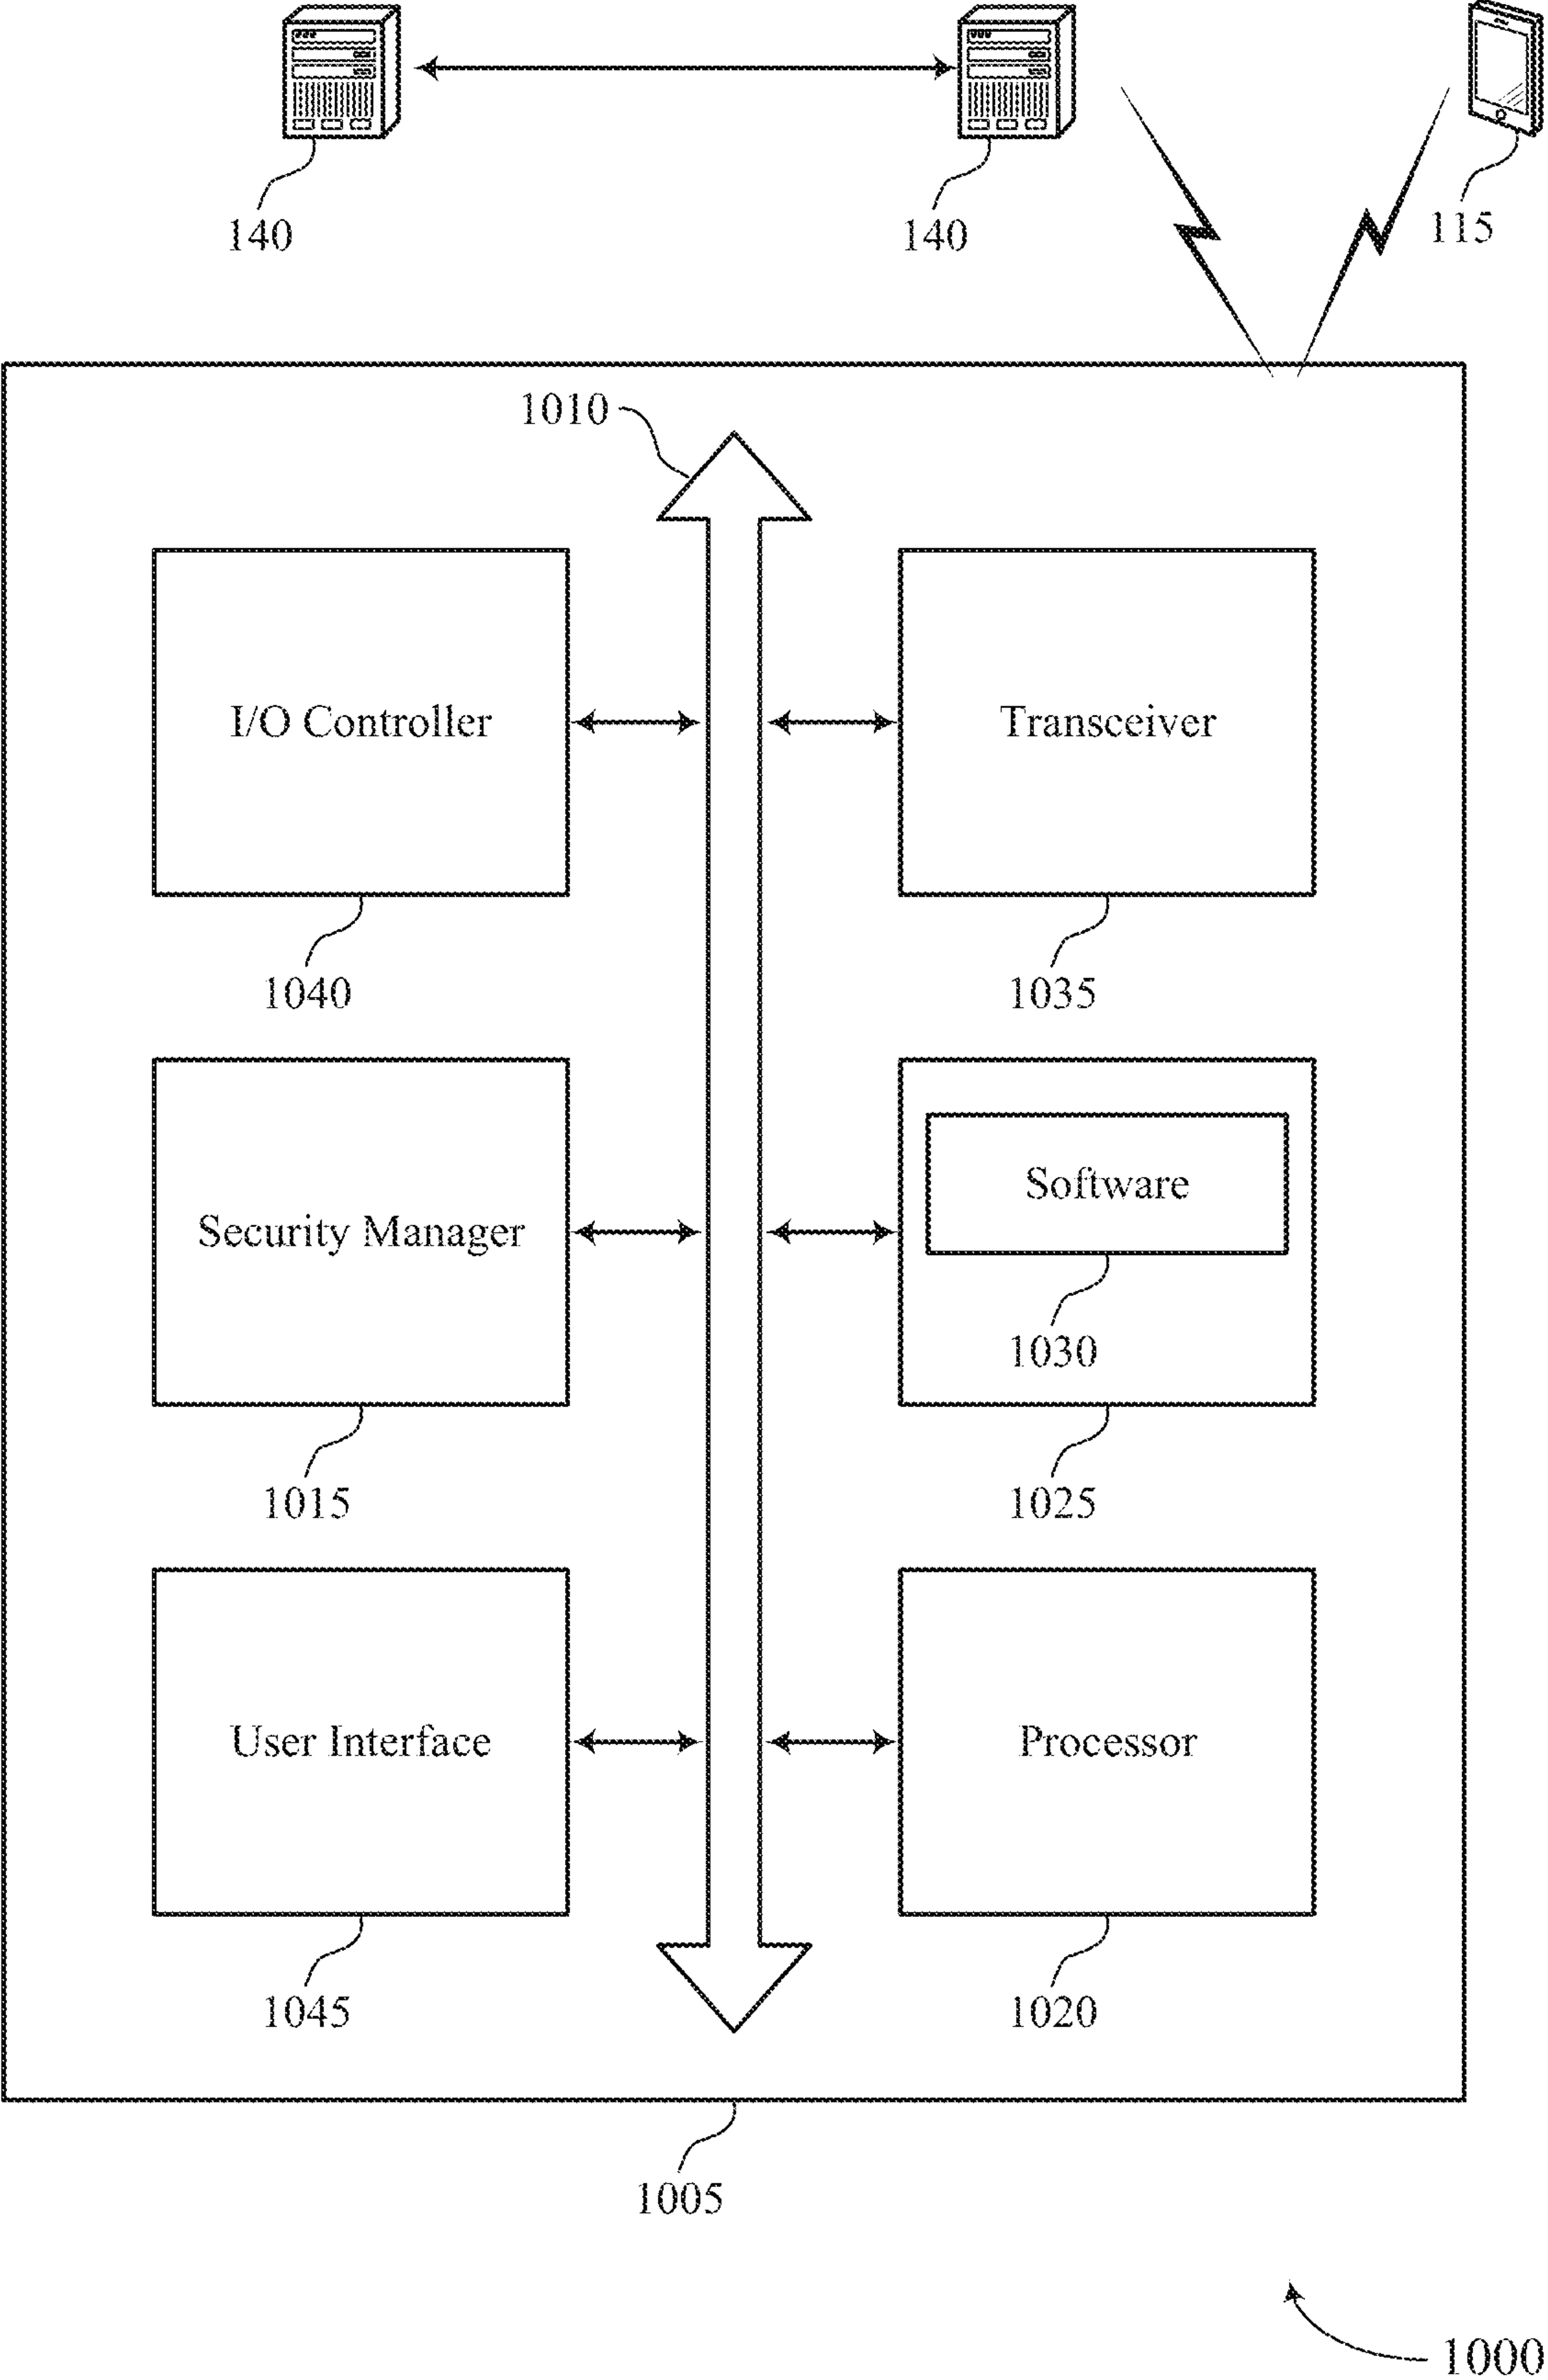 140
140
115
1010
I/O Controller
Transceiver
1040
1035
Software
Security Manager
1030
1015
1025
User Interface
Processor
1045
1020
1005
1000